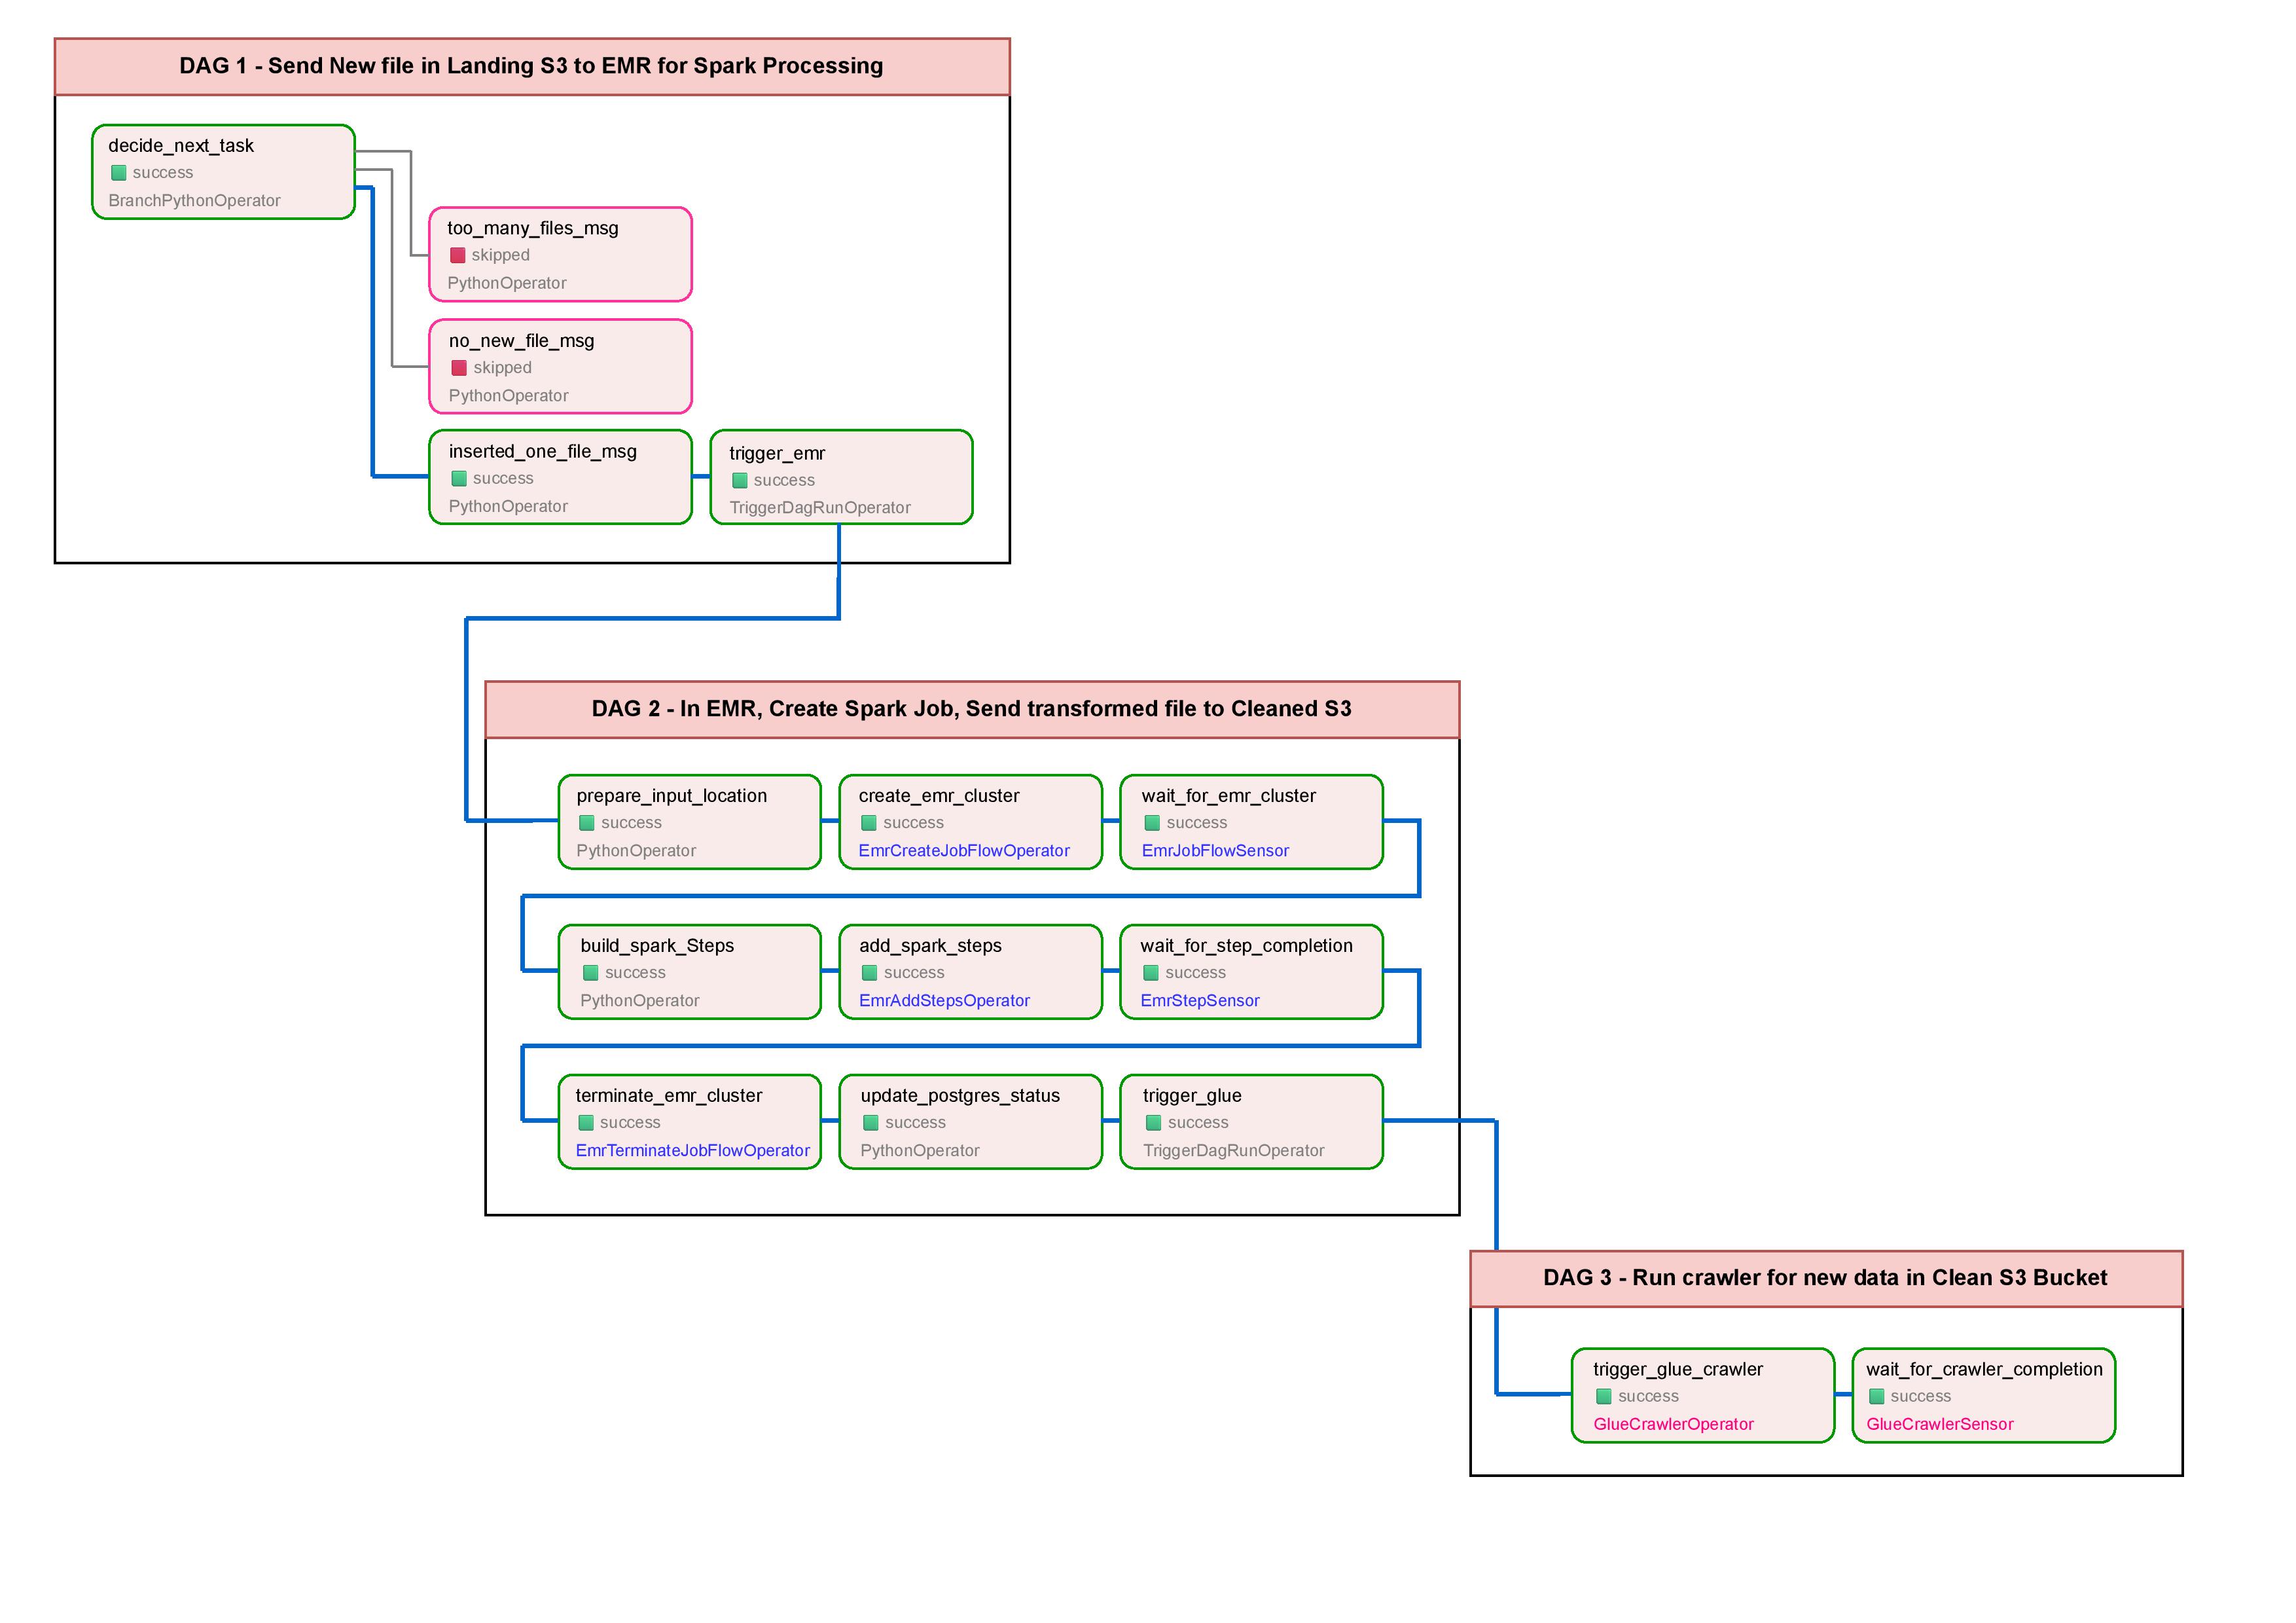 DAG 1 - Send New file in Landing S3 to EMR for Spark Processing
decide_next_task
success
BranchPythonOperator
too_many_files_msg
skipped
PythonOperator
no_new_file_msg
skipped
PythonOperator
inserted_one_file_msg
success
PythonOperator
trigger_emr
success
TriggerDagRunOperator
DAG 2 - In EMR, Create Spark Job, Send transformed file to Cleaned S3
prepare_input_location
success
PythonOperator
create_emr_cluster
success
EmrCreateJobFlowOperator
wait_for_emr_cluster
success
EmrJobFlowSensor
build_spark_Steps
success
PythonOperator
add_spark_steps
success
EmrAddStepsOperator
wait_for_step_completion
success
EmrStepSensor
terminate_emr_cluster
success
EmrTerminateJobFlowOperator
update_postgres_status
success
PythonOperator
trigger_glue
success
TriggerDagRunOperator
DAG 3 - Run crawler for new data in Clean S3 Bucket
trigger_glue_crawler
success
GlueCrawlerOperator
wait_for_crawler_completion
success
GlueCrawlerSensor